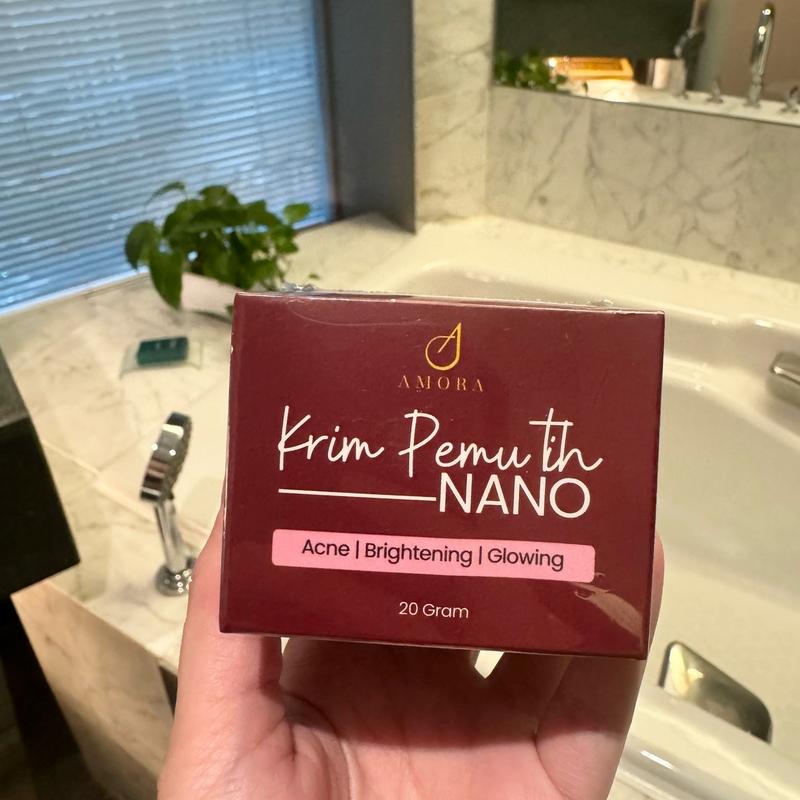 AMORA
Krim Pemutih
NANO
Acne | Brightening | Glowing
20 Gram